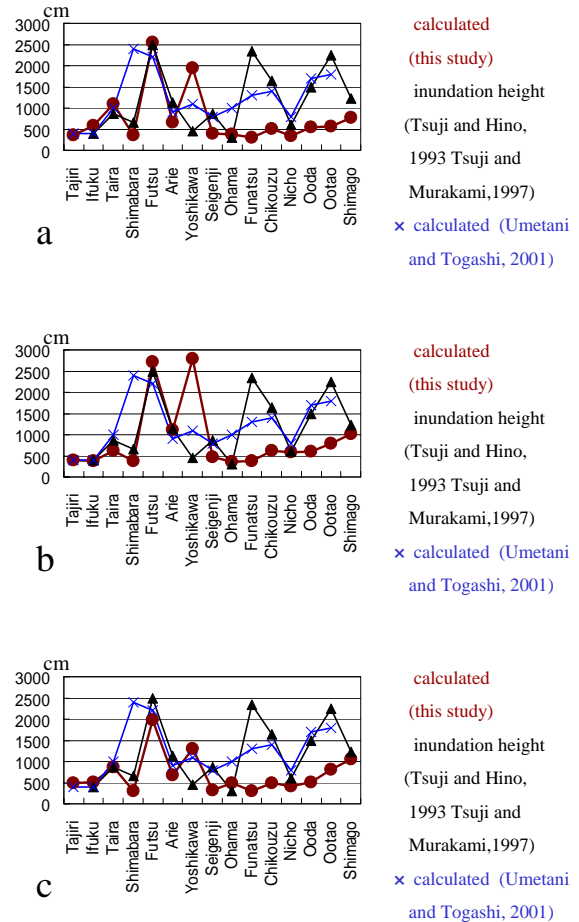 cm
3000
2500
2000
1500
1000
500
0
Tajiri
Ifuku
Taira
Shimabara
Futsu
Arie
Yoshikawa
Seigenji
Ohama
Funatsu
Chikouzu
Nicho
Ooda
Ootao
Shimago
a
calculated
(this study)
inundation height
(Tsuji and Hino,
1993 Tsuji and
Murakami,1997)
× calculated (Umetani
and Togashi, 2001)
cm
3000
2500
2000
1500
1000
500
0
Tajiri
Ifuku
Taira
Shimabara
Futsu
Arie
Yoshikawa
Seigenji
Ohama
Funatsu
Chikouzu
Nicho
Ooda
Ootao
Shimago
b
calculated
(this study)
inundation height
(Tsuji and Hino,
1993 Tsuji and
Murakami,1997)
× calculated (Umetani
and Togashi, 2001)
cm
3000
2500
2000
1500
1000
500
0
Tajiri
Ifuku
Taira
Shimabara
Futsu
Arie
Yoshikawa
Seigenji
Ohama
Funatsu
Chikouzu
Nicho
Ooda
Ootao
Shimago
c
calculated
(this study)
inundation height
(Tsuji and Hino,
1993 Tsuji and
Murakami,1997)
× calculated (Umetani
and Togashi, 2001)